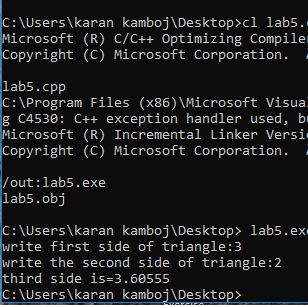 C:\Users\karan kamboj\Desktop>cl lab5.
Microsoft (R) C/C++ Optimizing Compile
Copyright (C) Microsoft Corporation.
lab5.cpp
C:\Program Files (x86)\Microsoft Visua
g C4530: C++ exception handler used, bu
Microsoft (R) Incremental Linker Versi
Copyright (C) Microsoft Corporation.
/out:lab5.exe
lab5.obj
C:\Users\karan kamboj\Desktop> lab5.exe
write first side of triangle:3
write the second side of triangle:2
third side is=3.60555
C:\Users\karan kamboj\Desktop>